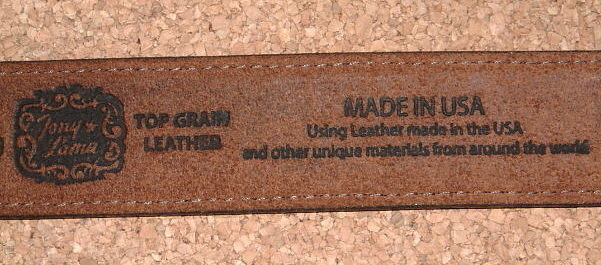 Tony
Lama
TOP GRAIN
LEATHER
MADE IN USA
Using Leather made in the USA
and other unique materials from around the world